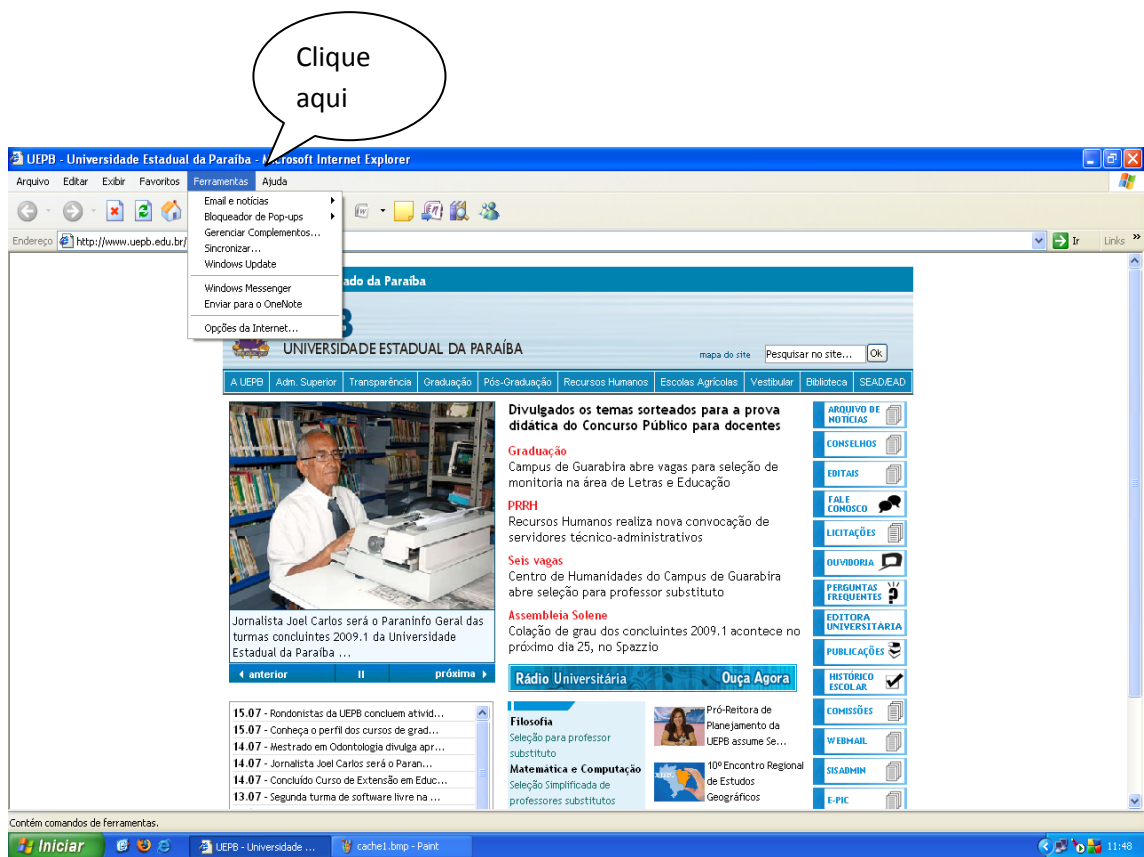 Clique
aqui
UEPB - Universidade Estadual da Paraíba - Microsoft Internet Explorer
Arquivo Editar Exibir Favoritos Ferramentas Ajuda
Email e notícias
Bloqueador de Pop-ups
Gerenciar Complementos...
Sincronizar...
Windows Update
Windows Messenger
Enviar para o OneNote
Opções da Internet...
Endereço http://www.uepb.edu.br/
Ir Links »
ado da Paraíba
B
UNIVERSIDADE ESTADUAL DA PARAÍBA
mapa do site Pesquisar no site... Ok
A UEPB Adm. Superior Transparência Graduação Pós-Graduação Recursos Humanos Escolas Agrícolas Vestibular Biblioteca SEAD/EAD
Jornalista Joel Carlos será o Paraninfo Geral das
turmas concluintes 2009.1 da Universidade
Estadual da Paraíba ...
anterior próxima
Divulgados os temas sorteados para a prova
didática do Concurso Público para docentes
Graduação
Campus de Guarabira abre vagas para seleção de
monitoria na área de Letras e Educação
PRRH
Recursos Humanos realiza nova convocação de
servidores técnico-administrativos
Seis vagas
Centro de Humanidades do Campus de Guarabira
abre seleção para professor substituto
Assembleia Solene
Colação de grau dos concluintes 2009.1 acontece no
próximo dia 25, no Spazzio
Rádio Universitária Ouça Agora
ARQUIVO DE
NOTÍCIAS
CONSELHOS
EDITAIS
FALE
CONOSCO
LICITAÇÕES
OUVIDORIA
PERGUNTAS
FREQUENTES
EDITORA
UNIVERSITÁRIA
PUBLICAÇÕES
HISTÓRICO
ESCOLAR
COMISSÕES
WEBMAIL
SISADMIN
E-PIC
15.07 - Rondonistas da UEPB concluem ativid...
15.07 - Conheça o perfil dos cursos de grad...
14.07 - Mestrado em Odontologia divulga apr...
14.07 - Jornalista Joel Carlos será o Paran...
14.07 - Concluído Curso de Extensão em Educ...
13.07 - Segunda turma de software livre na ...
Filosofia
Seleção para professor
substituto
Matemática e Computação
Seleção Simplificada de
professores substitutos
Pró-Reitora de
Planejamento da
UEPB assume Se...
10º Encontro Regional
de Estudos
Geográficos
Contém comandos de ferramentas.
Iniciar UEPB - Universidade ... cache1.bmp - Paint 11:48